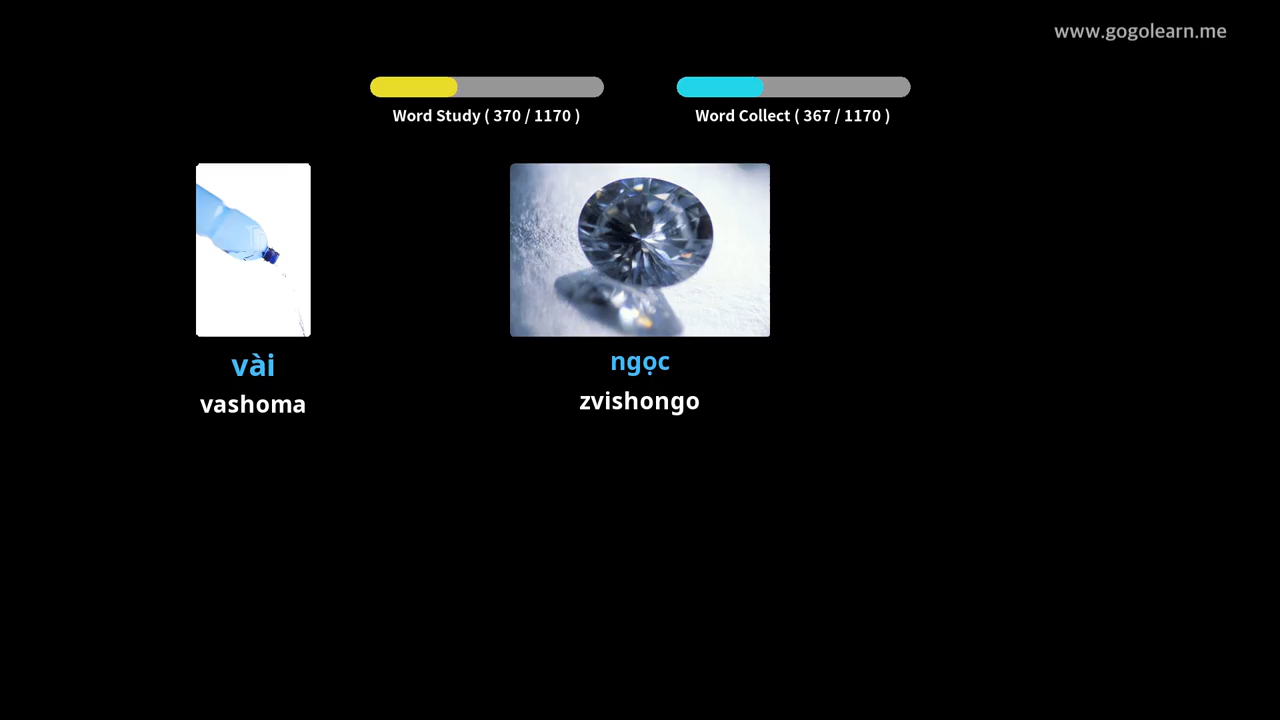 www.gogolearn.me
Word Study ( 370 / 1170 )
Word Collect ( 367 / 1170 )
vài
vashoma
ngọc
zvishongo